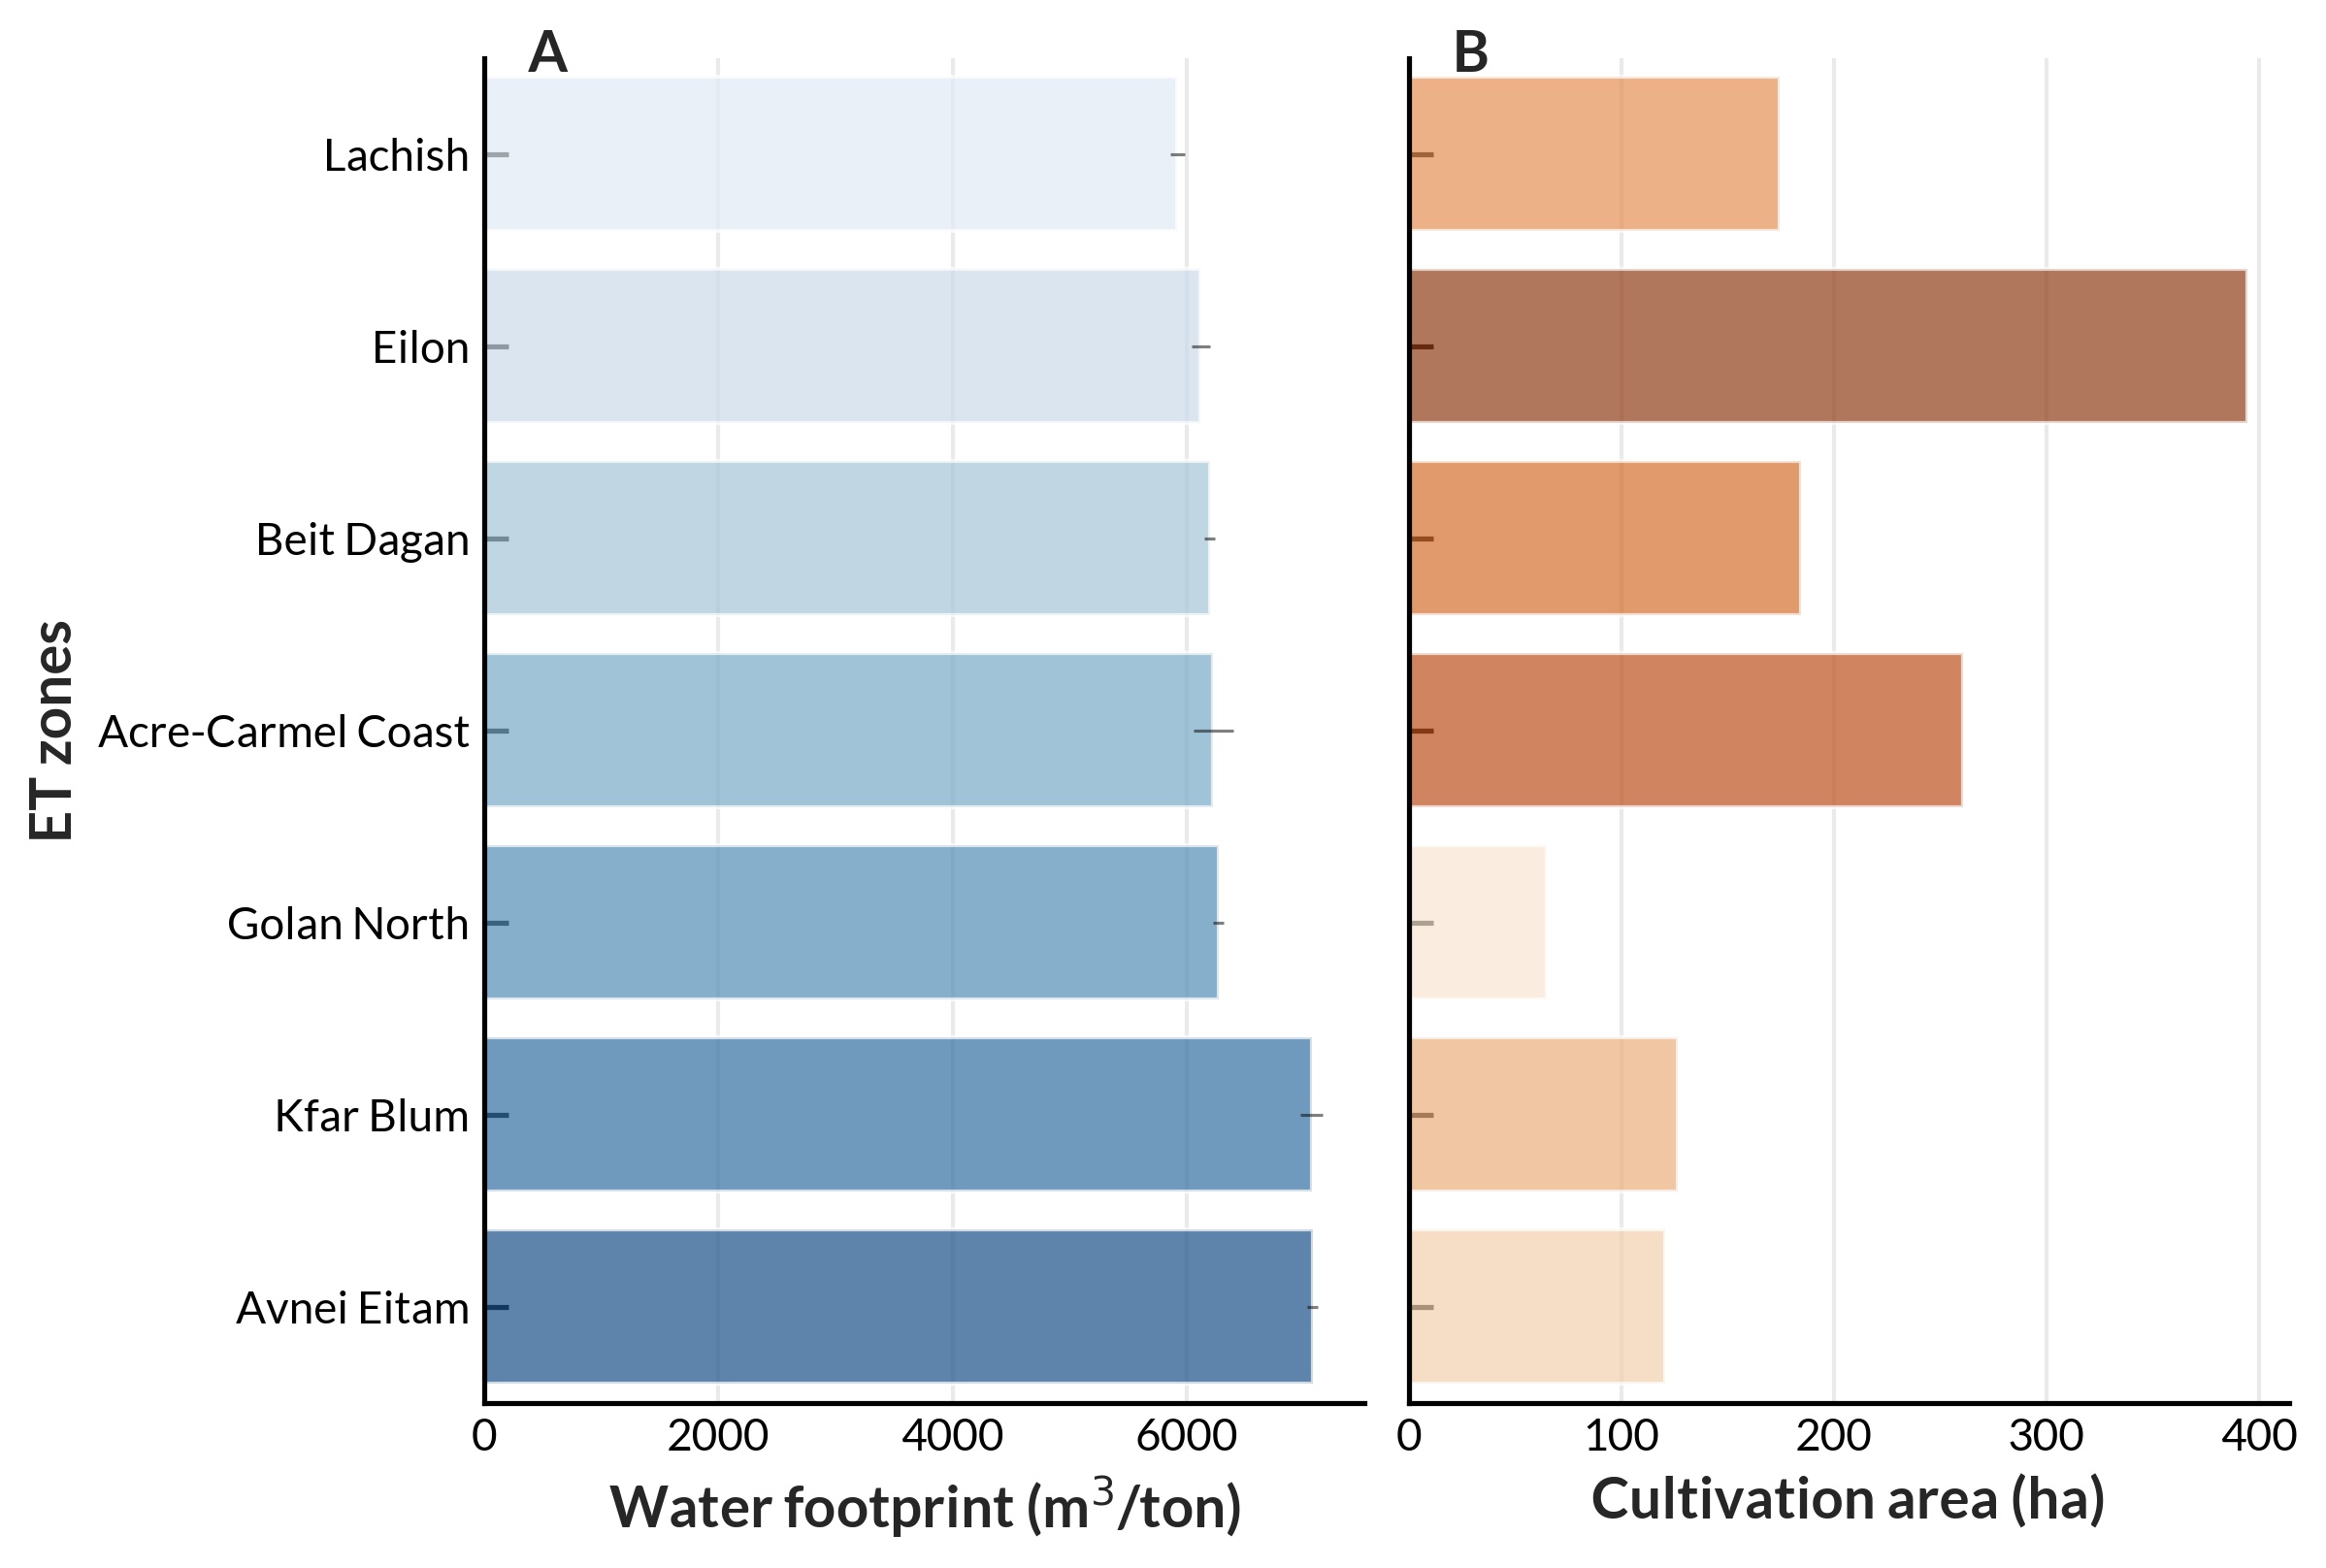 A
B
Lachish
Eilon
Beit Dagan
Acre-Carmel Coast
Golan North
Kfar Blum
Avnei Eitam
ET zones
0 2000 4000 6000
0 100 200 300 400
Water footprint (m³/ton)
Cultivation area (ha)